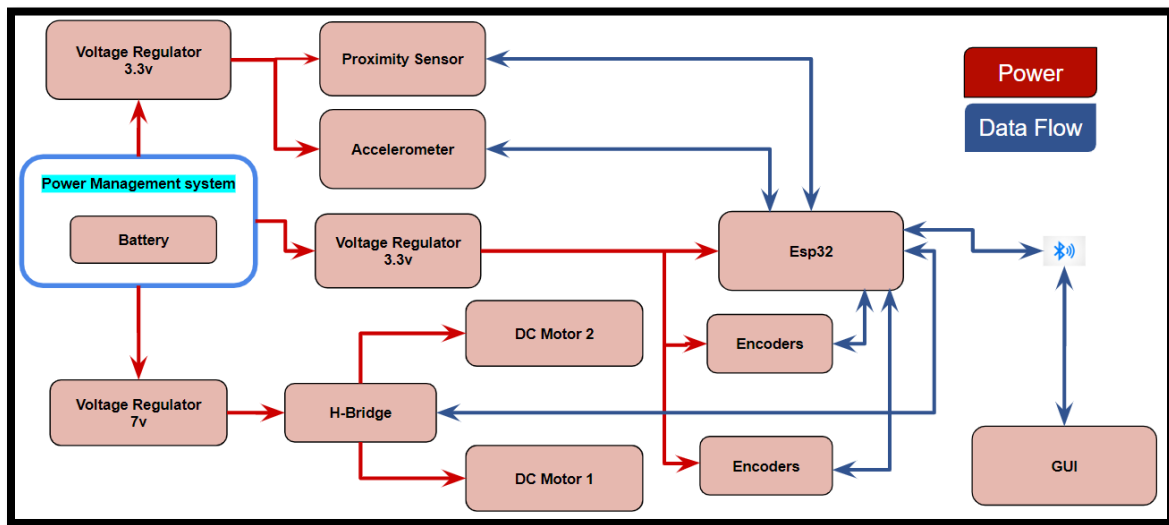 Voltage Regulator
3.3v
Proximity Sensor
Power
Data Flow
Accelerometer
Power Management system
Battery
Voltage Regulator
3.3v
Esp32
DC Motor 2
Encoders
Voltage Regulator
7v
H-Bridge
DC Motor 1
Encoders
GUI